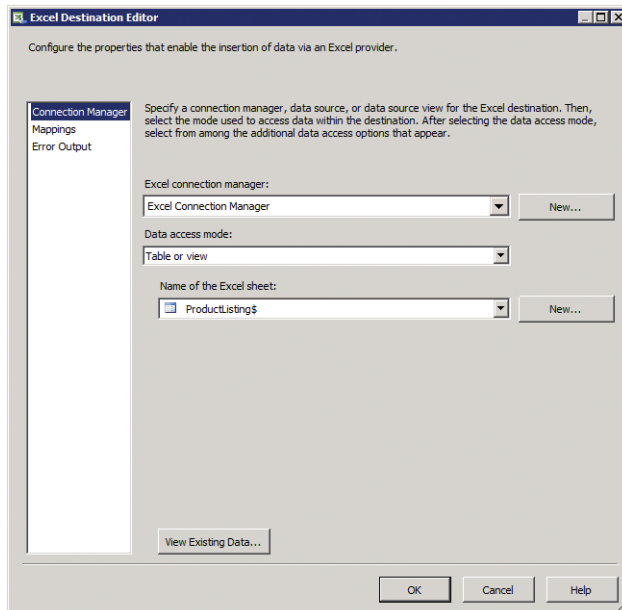 Excel Destination Editor
Configure the properties that enable the insertion of data via an Excel provider.
Connection Manager
Mappings
Error Output
Specify a connection manager, data source, or data source view for the Excel destination. Then,
select the mode used to access data within the destination. After selecting the data access mode,
select from among the additional data access options that appear.
Excel connection manager:
Excel Connection Manager
New...
Data access mode:
Table or view
Name of the Excel sheet:
ProductListing$
New...
View Existing Data...
OK
Cancel
Help